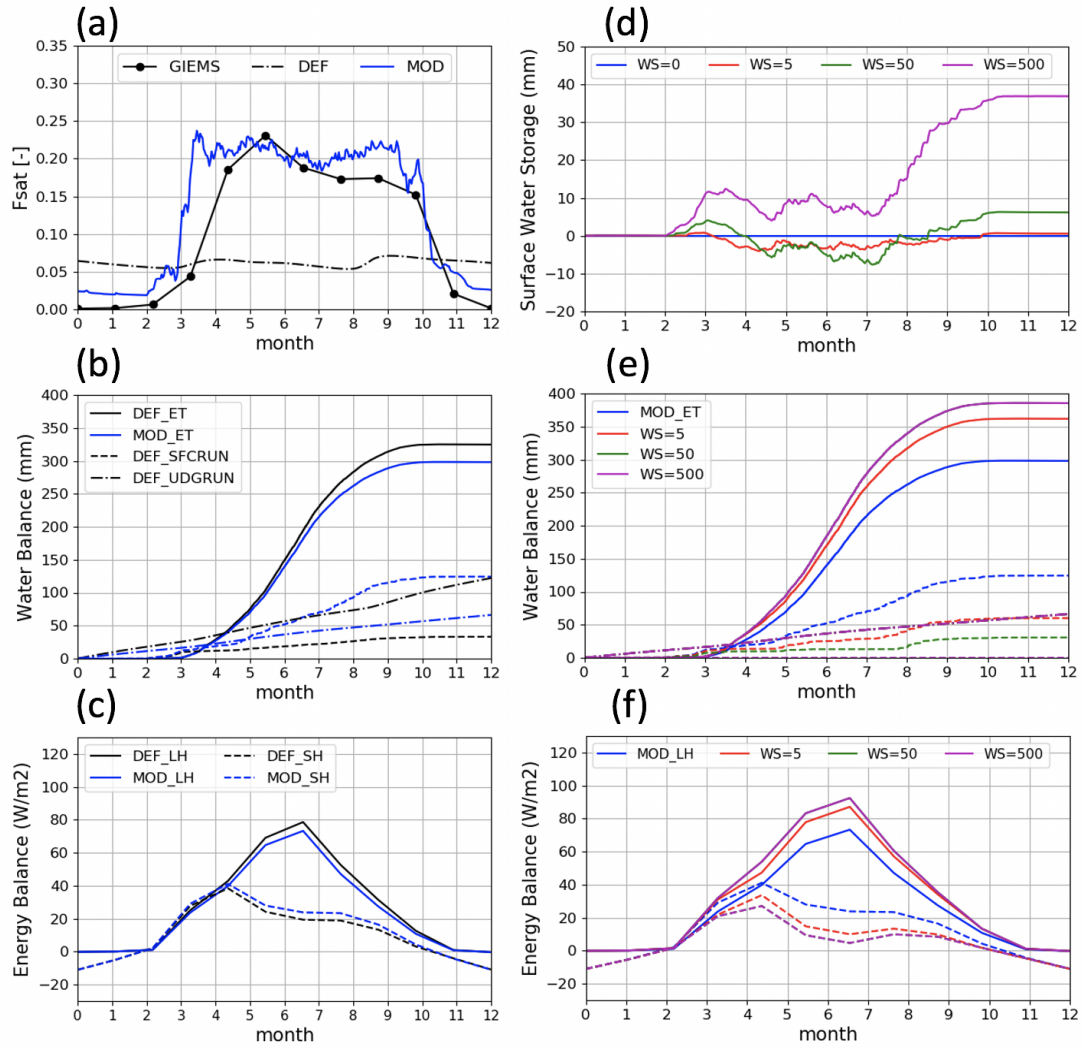 (a)
0.35
0.30
0.25
0.20
0.15
0.10
0.05
0.00
Fsat [-]
GIEMS DEF MOD
0 1 2 3 4 5 6 7 8 9 10 11 12
month
(d)
50
40
30
20
10
0
−10
−20
Surface Water Storage (mm)
WS=0 WS=5 WS=50 WS=500
0 1 2 3 4 5 6 7 8 9 10 11 12
month
(b)
400
350
300
250
200
150
100
50
0
Water Balance (mm)
DEF_ET
MOD_ET
DEF_SFCRUN
DEF_UDGRUN
0 1 2 3 4 5 6 7 8 9 10 11 12
month
(e)
400
350
300
250
200
150
100
50
0
Water Balance (mm)
MOD_ET
WS=5
WS=50
WS=500
0 1 2 3 4 5 6 7 8 9 10 11 12
month
(c)
120
100
80
60
40
20
0
−20
Energy Balance (W/m2)
DEF_LH DEF_SH
MOD_LH MOD_SH
0 1 2 3 4 5 6 7 8 9 10 11 12
month
(f)
120
100
80
60
40
20
0
−20
Energy Balance (W/m2)
MOD_LH WS=5 WS=50 WS=500
0 1 2 3 4 5 6 7 8 9 10 11 12
month